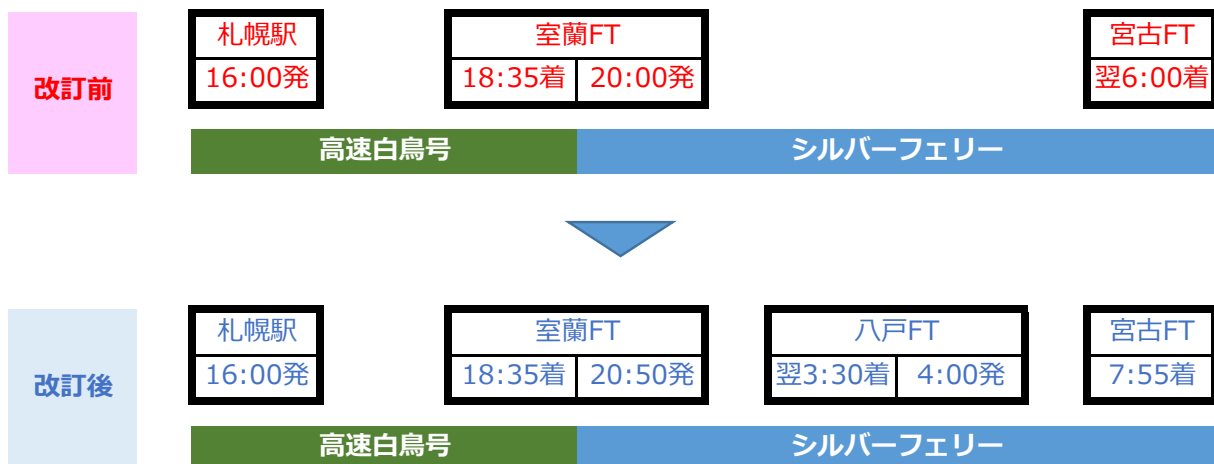 改訂前
札幌駅 室蘭FT 宮古FT
16:00発 18:35着 20:00発 翌6:00着
高速白鳥号 シルバーフェリー
改訂後
札幌駅 室蘭FT 八戸FT 宮古FT
16:00発 18:35着 20:50発 翌3:30着 4:00発 7:55着
高速白鳥号 シルバーフェリー